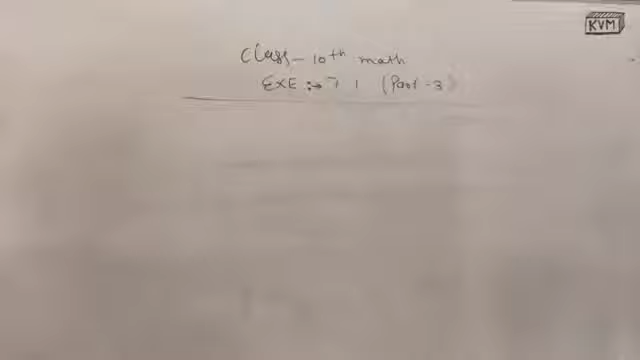 KVM
Class - 10th math
EXE :→ 7 1 (Part -3)